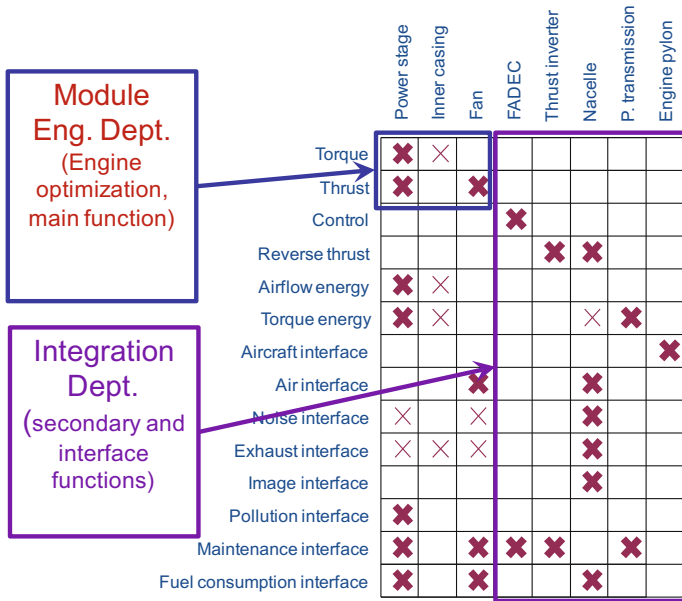 Power stage
Inner casing
Fan
FADEC
Thrust inverter
Nacelle
P. transmission
Engine pylon
Module
Eng. Dept.
(Engine
optimization,
main function)
Integration
Dept.
(secondary and
interface
functions)
Torque
Thrust
Control
Reverse thrust
Airflow energy
Torque energy
Aircraft interface
Air interface
Noise interface
Exhaust interface
Image interface
Pollution interface
Maintenance interface
Fuel consumption interface